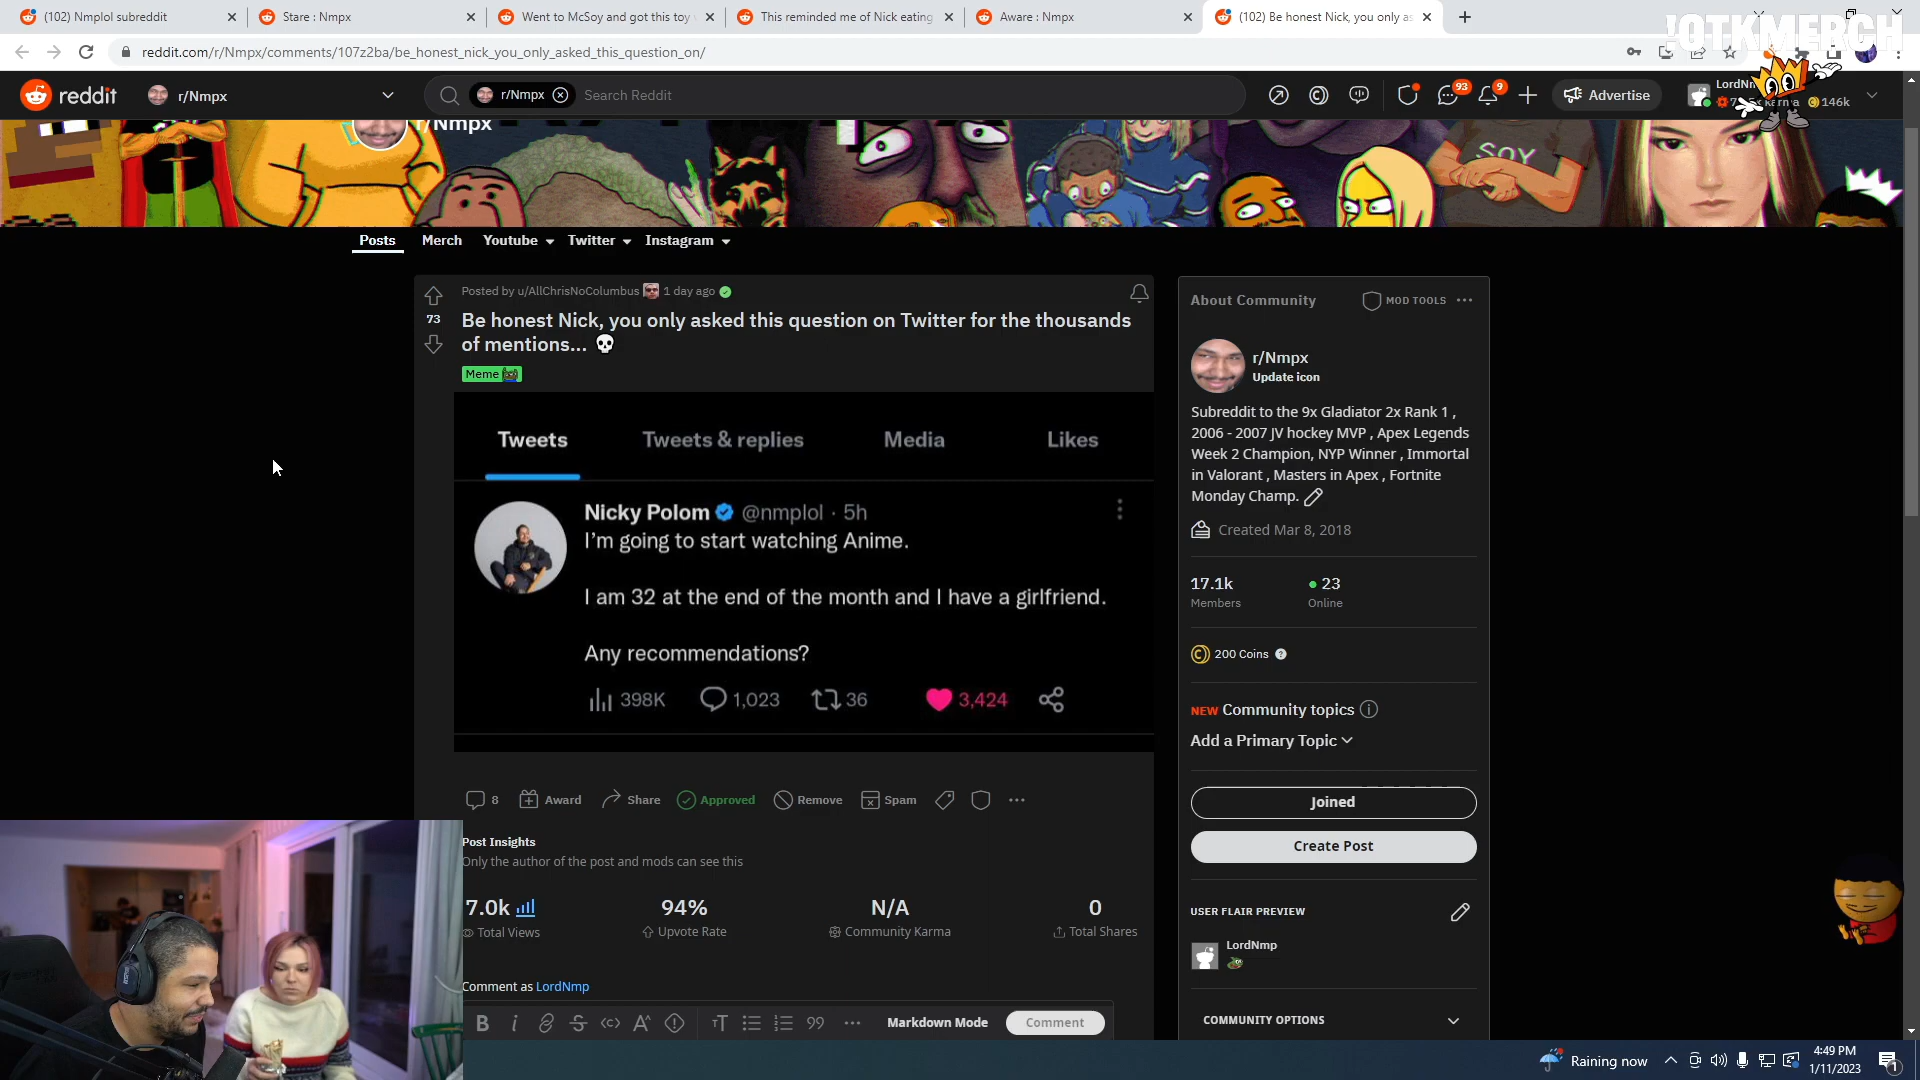 (102) Nmplol subreddit
Stare : Nmpx
Went to McSoy and got this toy
This reminded me of Nick eating
Aware : Nmpx
(102) Be honest Nick, you only as
reddit.com/r/Nmpx/comments/107z2ba/be_honest_nick_you_only_asked_this_question_on/
!OTKMERCH
reddit
r/Nmpx
r/Nmpx
Search Reddit
93
9
Advertise
146k
r/Nmpx
SOY
Posts
Merch
Youtube
Twitter
Instagram
Posted by u/AllChrisNoColumbus 1 day ago
73
Be honest Nick, you only asked this question on Twitter for the thousands
of mentions... 💀
Meme
Tweets
Tweets & replies
Media
Likes
Nicky Polom @nmplol · 5h
I'm going to start watching Anime.
I am 32 at the end of the month and I have a girlfriend.
Any recommendations?
398K
1,023
36
3,424
8
Award
Share
Approved
Remove
Spam
Post Insights
Only the author of the post and mods can see this
7.0k
94%
N/A
0
Total Views
Upvote Rate
Community Karma
Total Shares
Comment as LordNmp
Markdown Mode
Comment
About Community
MOD TOOLS
r/Nmpx
Update icon
Subreddit to the 9x Gladiator 2x Rank 1 ,
2006 - 2007 JV hockey MVP , Apex Legends
Week 2 Champion, NYP Winner , Immortal
in Valorant , Masters in Apex , Fortnite
Monday Champ.
Created Mar 8, 2018
17.1k
23
Members
Online
200 Coins
NEW Community topics
Add a Primary Topic
Joined
Create Post
USER FLAIR PREVIEW
LordNmp
COMMUNITY OPTIONS
Raining now
4:49 PM
1/11/2023
1